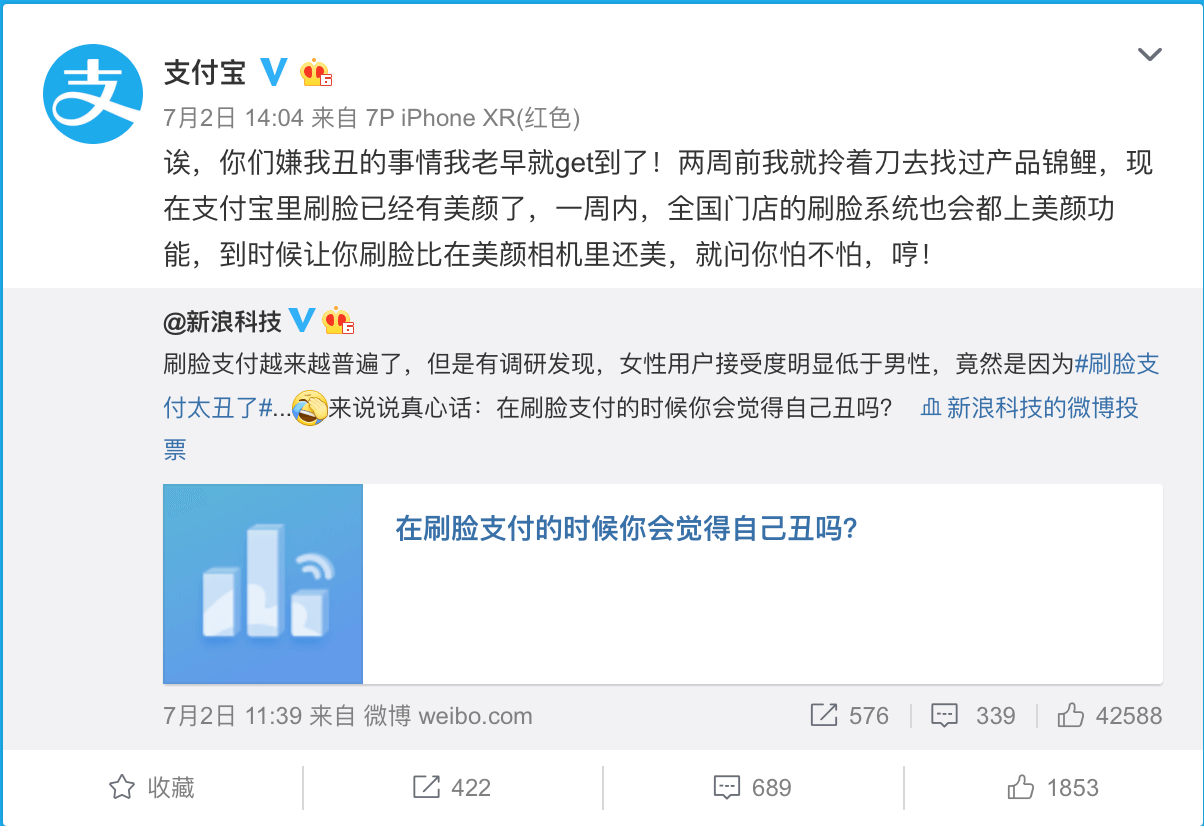 支
支付宝
7月2日 14:04 来自 7P iPhone XR(红色)
诶，你们嫌我丑的事情我老早就get到了！两周前我就拎着刀去找过产品锦鲤，现
在支付宝里刷脸已经有美颜了，一周内，全国门店的刷脸系统也会都上美颜功
能，到时候让你刷脸比在美颜相机里还美，就问你怕不怕，哼！
@新浪科技
刷脸支付越来越普遍了，但是有调研发现，女性用户接受度明显低于男性，竟然是因为#刷脸支
付太丑了#...来说说真心话：在刷脸支付的时候你会觉得自己丑吗？ 新浪科技的微博投
票
在刷脸支付的时候你会觉得自己丑吗?
7月2日 11:39 来自 微博 weibo.com 576 339 42588
收藏 422 689 1853